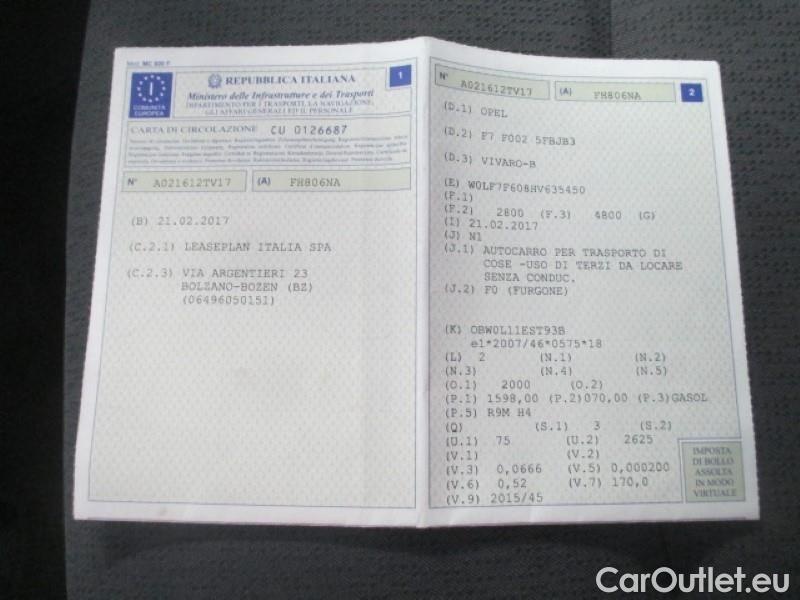 Mod. MC 820 F
I
COMUNITÀ
EUROPEA
REPUBBLICA ITALIANA
1
Ministero delle Infrastrutture e dei Trasporti
DIPARTIMENTO PER I TRASPORTI, LA NAVIGAZIONE,
GLI AFFARI GENERALI ED IL PERSONALE
CARTA DI CIRCOLAZIONE CU 0126687
N° A021612TV17 (A) FH806NA
(B) 21.02.2017
(C.2.1) LEASEPLAN ITALIA SPA
(C.2.3) VIA ARGENTIERI 23
BOLZANO-BOZEN (BZ)
(06496050151)
N° A021612TV17 (A) FH806NA 2
(D.1) OPEL
(D.2) F7 F002 5FBJB3
(D.3) VIVARO-B
(E) W0LF7F608HV635450
(F.1)
(F.2) 2800 (F.3) 4800 (G)
(I) 21.02.2017
(J) N1
(J.1) AUTOCARRO PER TRASPORTO DI
COSE -USO DI TERZI DA LOCARE
SENZA CONDUC.
(J.2) F0 (FURGONE)
(K) OBW0L11EST93B
e1*2007/46*0575*18
(L) 2 (N.1) (N.2)
(N.3) (N.4) (N.5)
(O.1) 2000 (O.2)
(P.1) 1598,00 (P.2)070,00 (P.3)GASOL
(P.5) R9M H4
(Q) (S.1) 3 (S.2)
(U.1) 75 (U.2) 2625
(V.1) (V.2)
(V.3) 0,0666 (V.5) 0,000200
(V.6) 0,52 (V.7) 170,0
(V.9) 2015/45
IMPOSTA
DI BOLLO
ASSOLTA
IN MODO
VIRTUALE
CarOutlet.eu